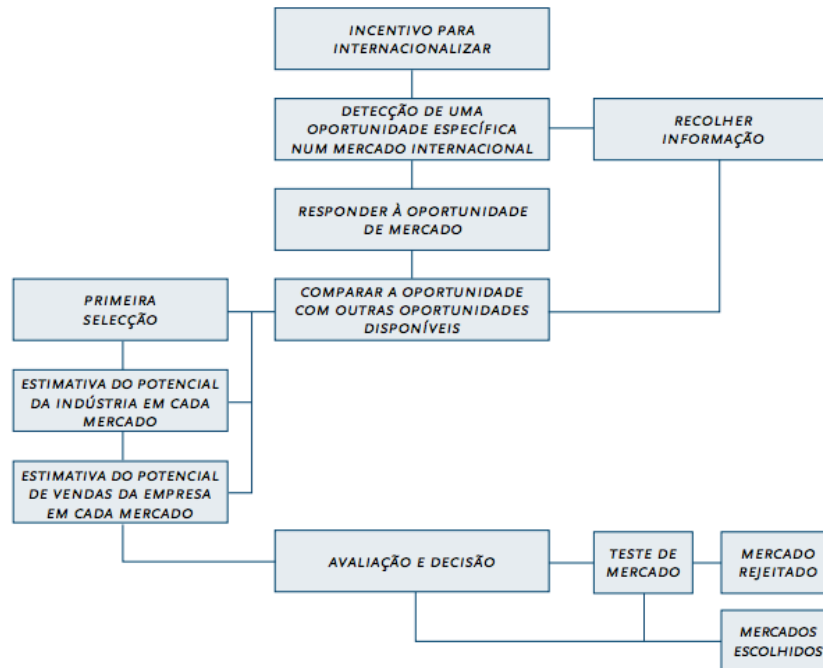 INCENTIVO PARA
INTERNACIONALIZAR
DETECÇÃO DE UMA
OPORTUNIDADE ESPECÍFICA
NUM MERCADO INTERNACIONAL
RECOLHER
INFORMAÇÃO
RESPONDER À OPORTUNIDADE
DE MERCADO
PRIMEIRA
SELECÇÃO
COMPARAR A OPORTUNIDADE
COM OUTRAS OPORTUNIDADES
DISPONÍVEIS
ESTIMATIVA DO POTENCIAL
DA INDÚSTRIA EM CADA
MERCADO
ESTIMATIVA DO POTENCIAL
DE VENDAS DA EMPRESA
EM CADA MERCADO
AVALIAÇÃO E DECISÃO
TESTE DE
MERCADO
MERCADO
REJEITADO
MERCADOS
ESCOLHIDOS